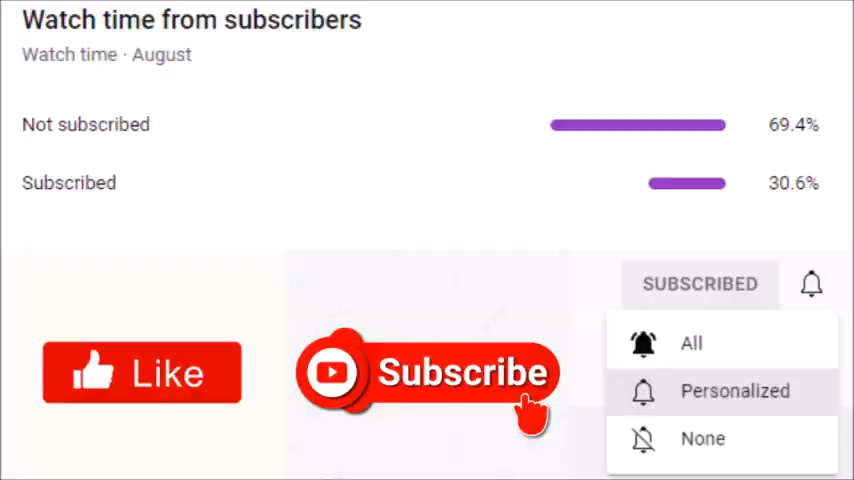 Watch time from subscribers
Watch time · August
Not subscribed 69.4%
Subscribed 30.6%
SUBSCRIBED
All
Like
Subscribe
Personalized
None